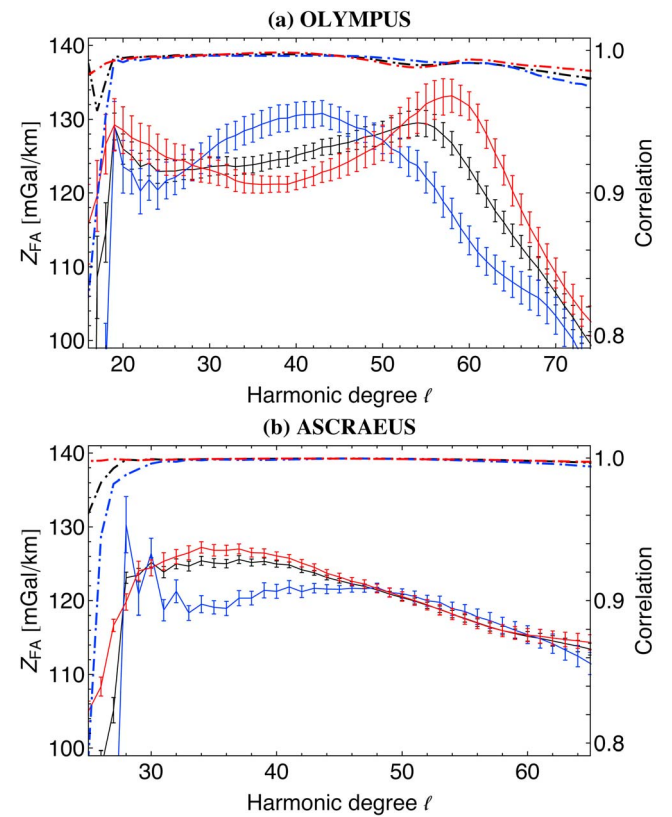 (a) OLYMPUS
140
130
120
110
100
Z_FA [mGal/km]
1.0
0.9
0.8
Correlation
20 30 40 50 60 70
Harmonic degree ℓ
(b) ASCRAEUS
140
130
120
110
100
Z_FA [mGal/km]
1.0
0.9
0.8
Correlation
30 40 50 60
Harmonic degree ℓ